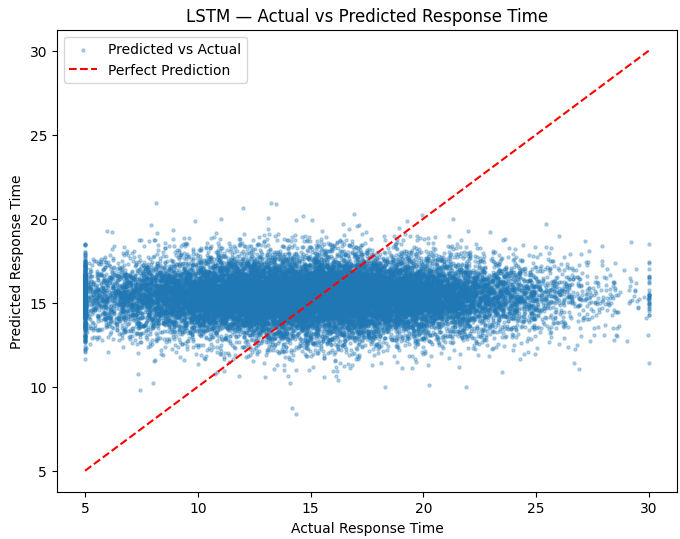 LSTM — Actual vs Predicted Response Time
Predicted vs Actual
Perfect Prediction
30
25
20
15
10
5
Predicted Response Time
5 10 15 20 25 30
Actual Response Time